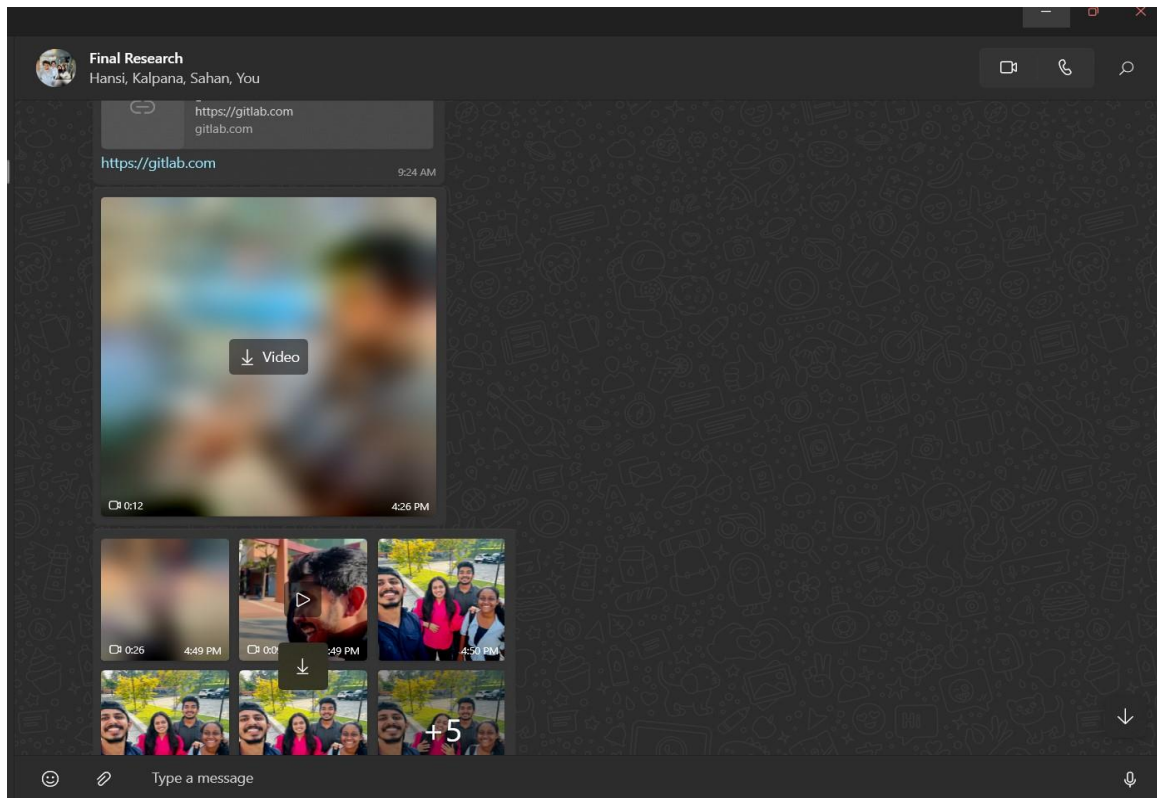 Final Research
Hansi, Kalpana, Sahan, You
https://gitlab.com
gitlab.com
https://gitlab.com
9:24 AM
Video
0:12
4:26 PM
0:26
4:49 PM
4:50 PM
+5
Type a message